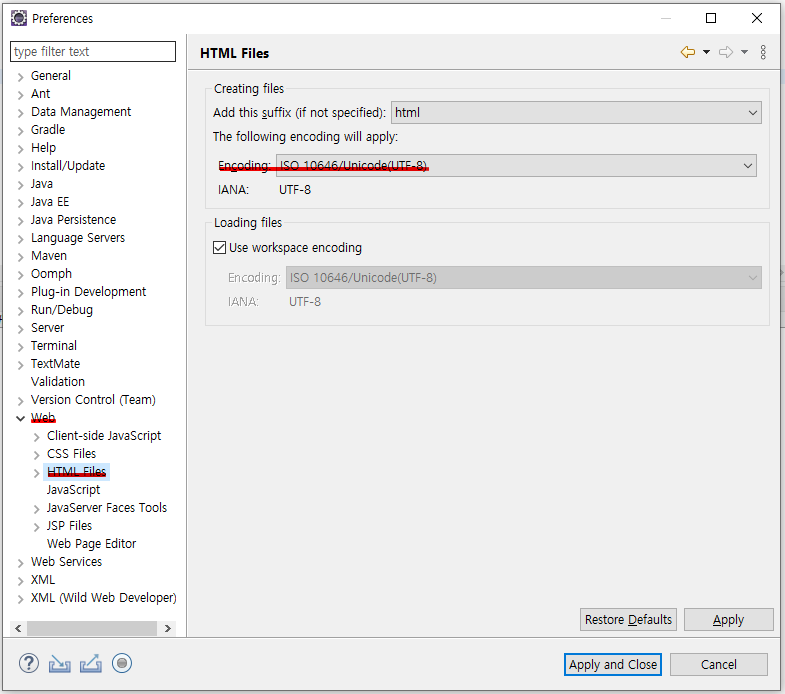 Preferences
type filter text
General
Ant
Data Management
Gradle
Help
Install/Update
Java
Java EE
Java Persistence
Language Servers
Maven
Oomph
Plug-in Development
Run/Debug
Server
Terminal
TextMate
Validation
Version Control (Team)
Web
Client-side JavaScript
CSS Files
HTML Files
JavaScript
JavaServer Faces Tools
JSP Files
Web Page Editor
Web Services
XML
XML (Wild Web Developer)
HTML Files
Creating files
Add this suffix (if not specified): html
The following encoding will apply:
Encoding: ISO 10646/Unicode(UTF-8)
IANA: UTF-8
Loading files
Use workspace encoding
Encoding: ISO 10646/Unicode(UTF-8)
IANA: UTF-8
Restore Defaults Apply
Apply and Close Cancel